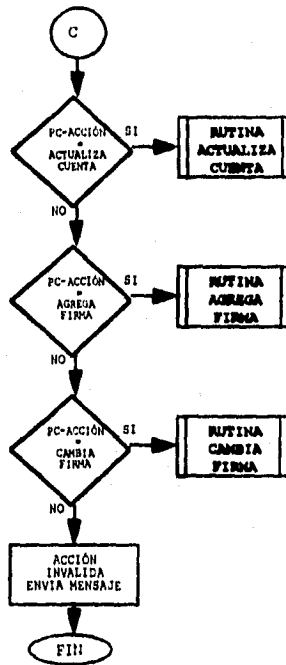 C
PC-ACCIÓN
=
ACTUALIZA
CUENTA
SI
RUTINA
ACTUALIZA
CUENTA
NO
PC-ACCIÓN
=
AGREGA
FIRMA
SI
RUTINA
AGREGA
FIRMA
NO
PC-ACCIÓN
=
CAMBIA
FIRMA
SI
RUTINA
CAMBIA
FIRMA
NO
ACCIÓN
INVALIDA
ENVIA MENSAJE
FIN